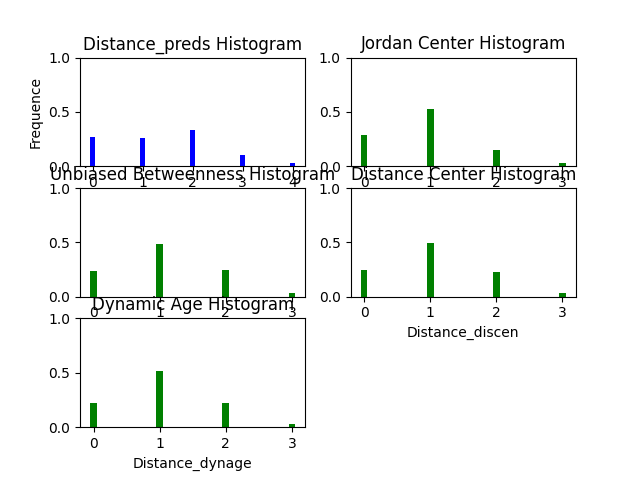 Distance_preds Histogram
Jordan Center Histogram
Frequence
1.0
0.5
0.0
0 1 2 3 4
1.0
0.5
0.0
0 1 2 3
Unbiased Betweenness Histogram
Distance Center Histogram
1.0
0.5
0.0
0 1 2 3
1.0
0.5
0.0
0 1 2 3
Distance_discen
Dynamic Age Histogram
1.0
0.5
0.0
0 1 2 3
Distance_dynage